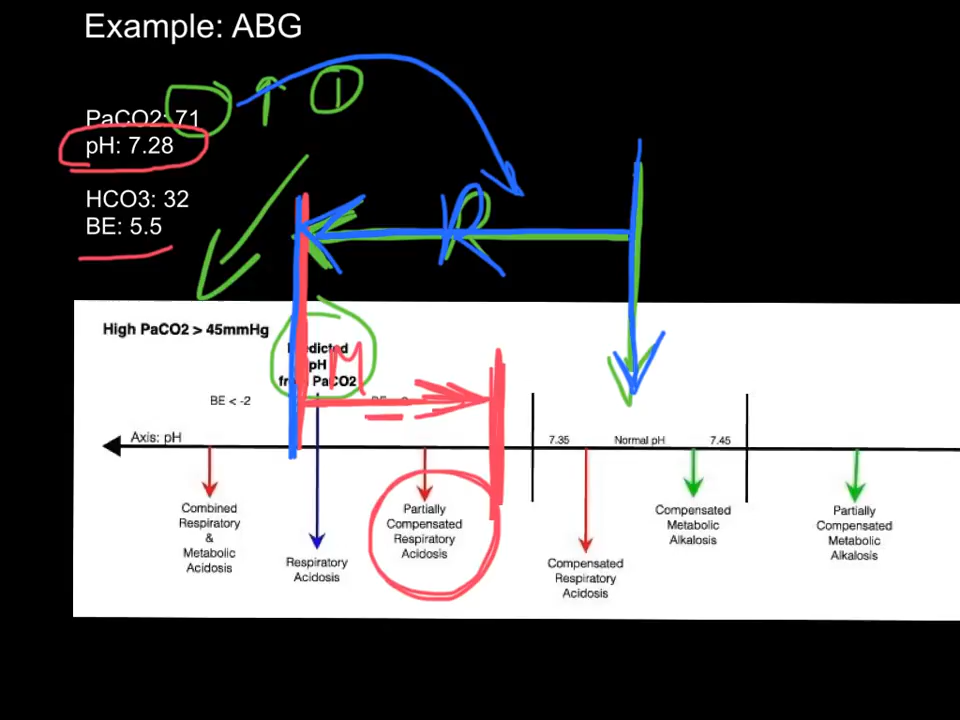 Example: ABG
↑ 1
PaCO2: 71
pH: 7.28
HCO3: 32
BE: 5.5
R
High PaCO2 > 45mmHg
pH
PaCO2
M
BE < -2
Axis: pH
7.35 Normal pH 7.45
Combined
Respiratory
&
Metabolic
Acidosis
Respiratory
Acidosis
Partially
Compensated
Respiratory
Acidosis
Compensated
Respiratory
Acidosis
Compensated
Metabolic
Alkalosis
Partially
Compensated
Metabolic
Alkalosis